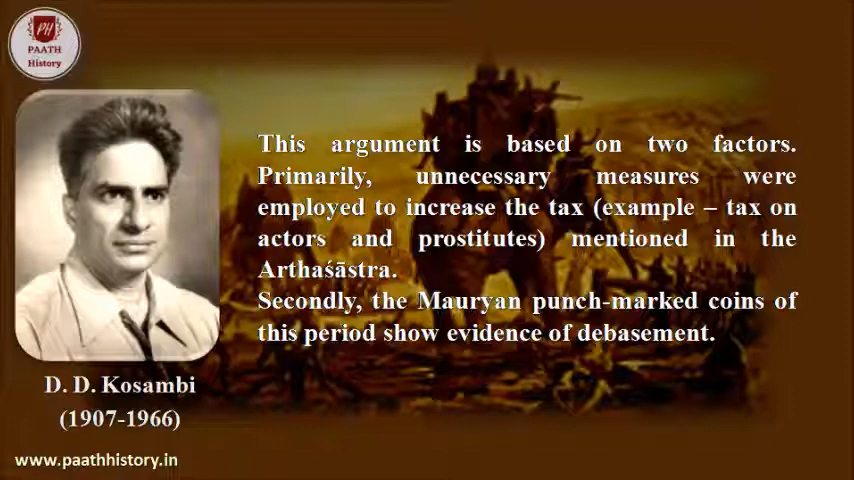 PH
PAATH
History
This argument is based on two factors.
Primarily, unnecessary measures were
employed to increase the tax (example – tax on
actors and prostitutes) mentioned in the
Arthaśāstra.
Secondly, the Mauryan punch-marked coins of
this period show evidence of debasement.
D. D. Kosambi
(1907-1966)
www.paathhistory.in